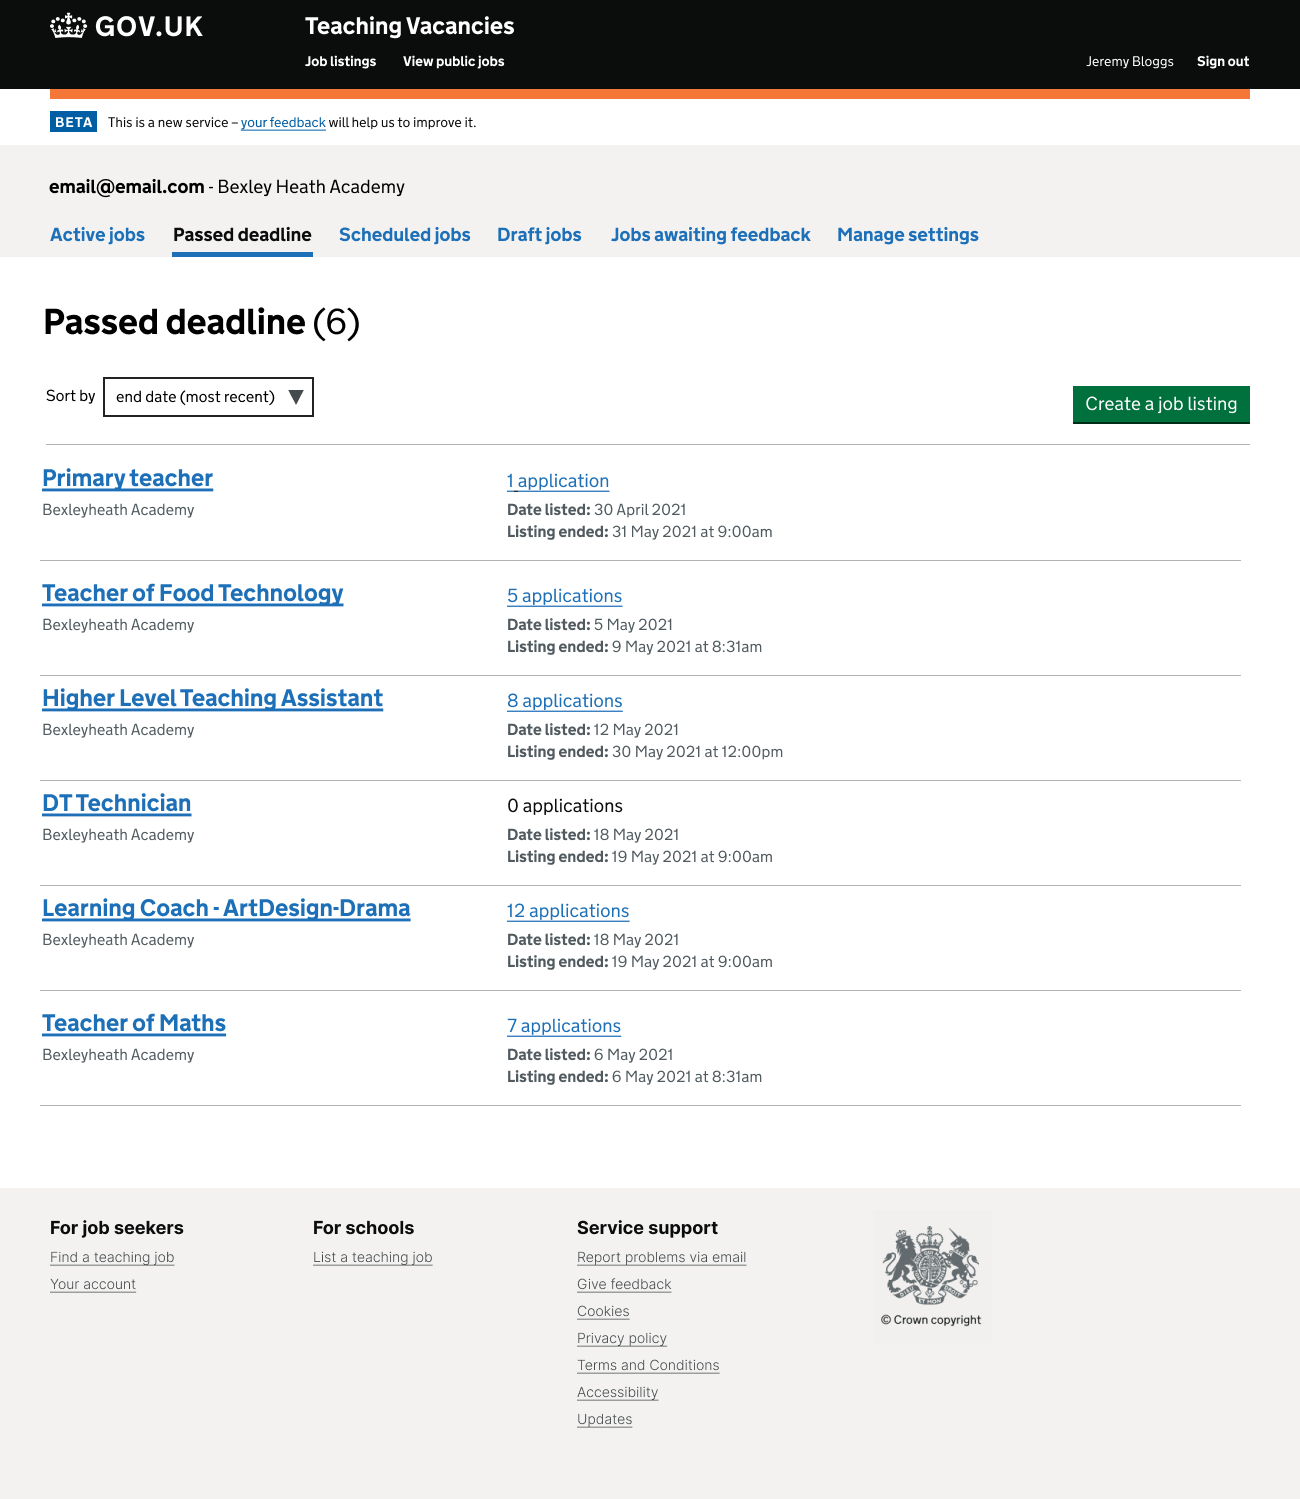 GOV.UK
Teaching Vacancies
Job listings View public jobs
Jeremy Bloggs Sign out
BETA This is a new service – your feedback will help us to improve it.
email@email.com - Bexley Heath Academy
Active jobs Passed deadline Scheduled jobs Draft jobs Jobs awaiting feedback Manage settings
Passed deadline (6)
Sort by end date (most recent) ▼
Create a job listing
Primary teacher
Bexleyheath Academy
1 application
Date listed: 30 April 2021
Listing ended: 31 May 2021 at 9:00am
Teacher of Food Technology
Bexleyheath Academy
5 applications
Date listed: 5 May 2021
Listing ended: 9 May 2021 at 8:31am
Higher Level Teaching Assistant
Bexleyheath Academy
8 applications
Date listed: 12 May 2021
Listing ended: 30 May 2021 at 12:00pm
DT Technician
Bexleyheath Academy
0 applications
Date listed: 18 May 2021
Listing ended: 19 May 2021 at 9:00am
Learning Coach - ArtDesign-Drama
Bexleyheath Academy
12 applications
Date listed: 18 May 2021
Listing ended: 19 May 2021 at 9:00am
Teacher of Maths
Bexleyheath Academy
7 applications
Date listed: 6 May 2021
Listing ended: 6 May 2021 at 8:31am
For job seekers
Find a teaching job
Your account
For schools
List a teaching job
Service support
Report problems via email
Give feedback
Cookies
Privacy policy
Terms and Conditions
Accessibility
Updates
© Crown copyright